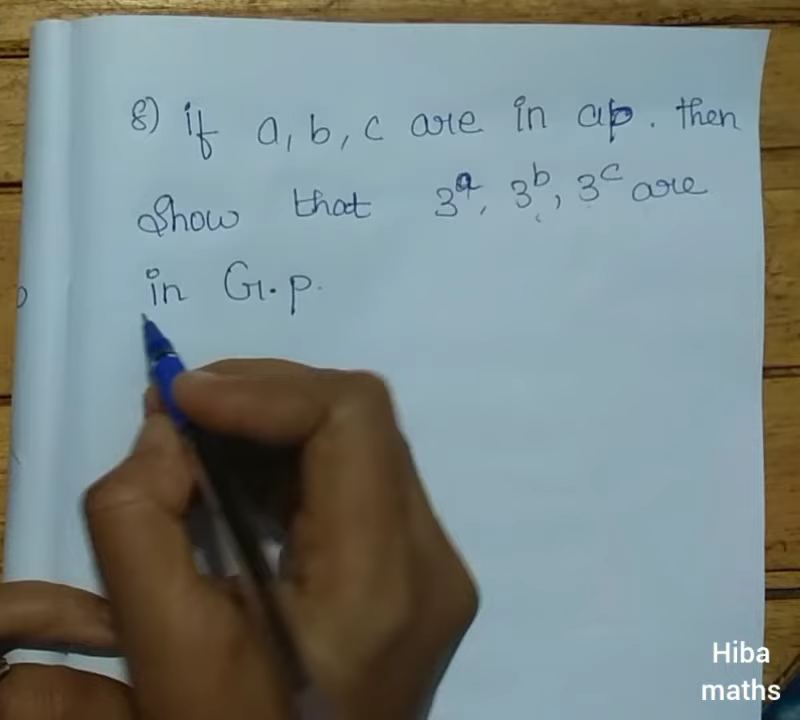 8) if a, b, c are in ap. then
Show that 3ᵃ, 3ᵇ, 3ᶜ are
in G.p.
Hiba
maths